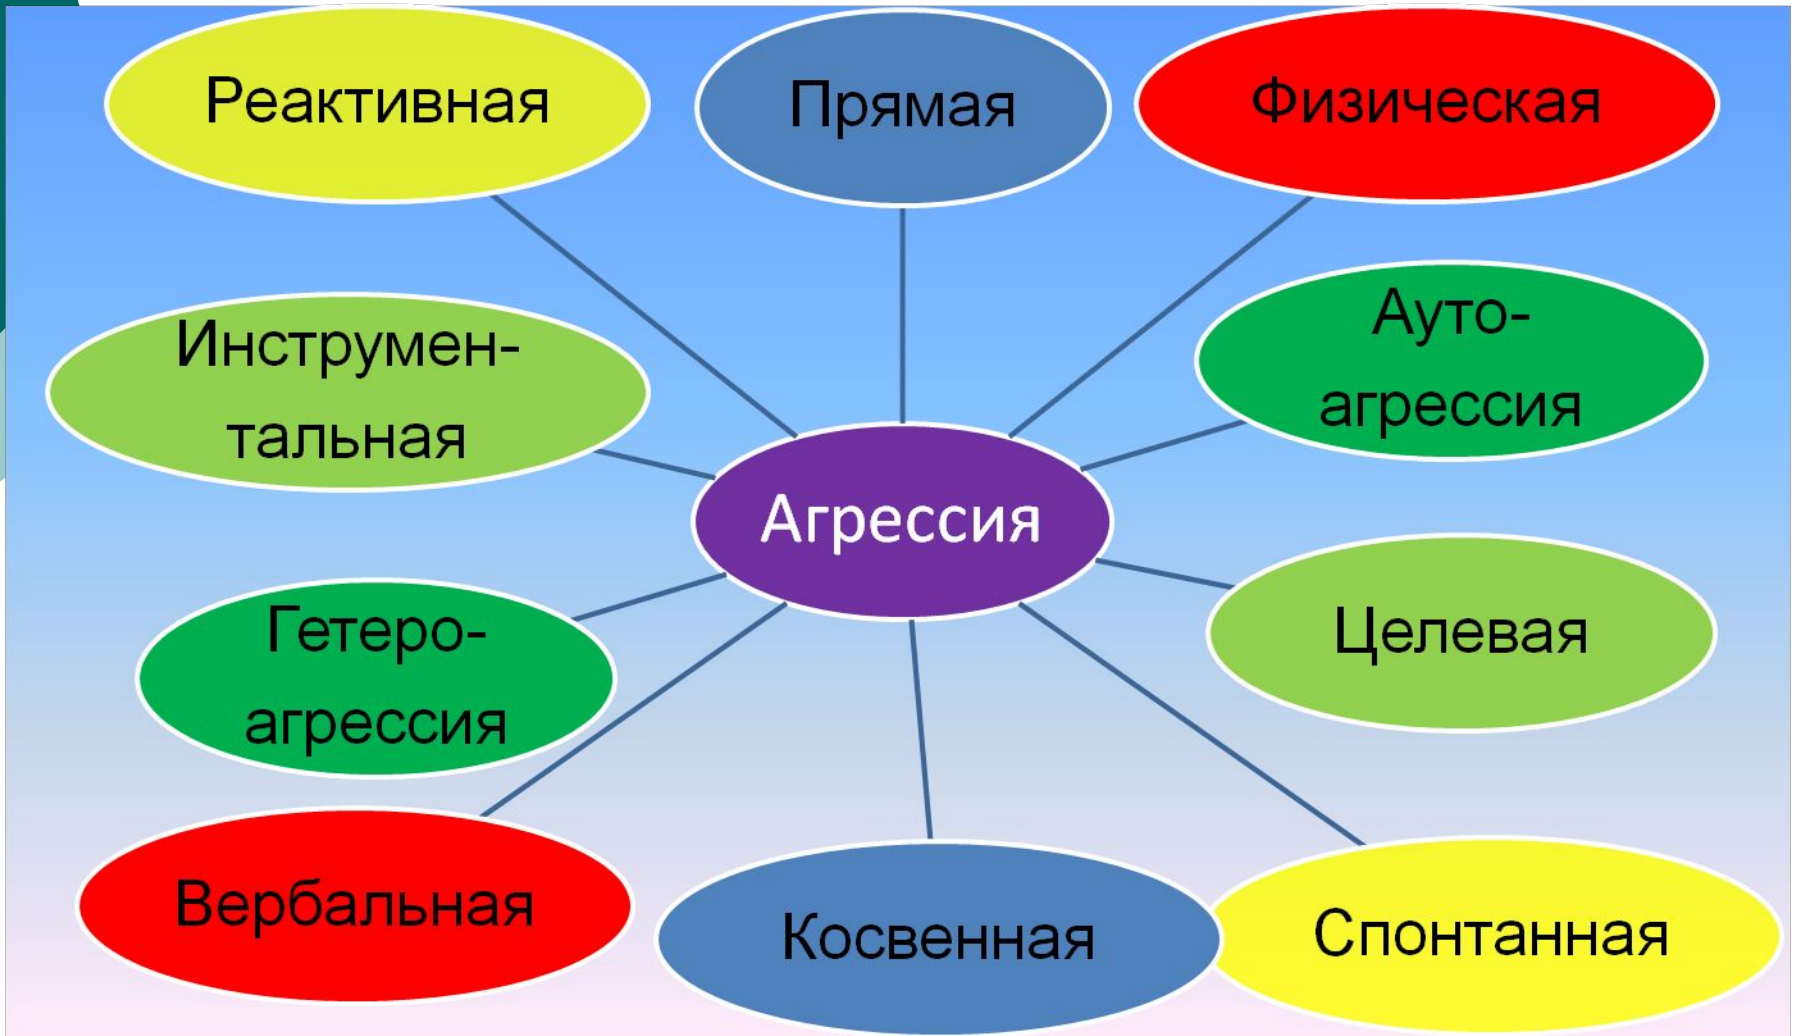 Реактивная
Прямая
Физическая
Инструмен-
тальная
Ауто-
агрессия
Агрессия
Гетеро-
агрессия
Целевая
Вербальная
Косвенная
Спонтанная